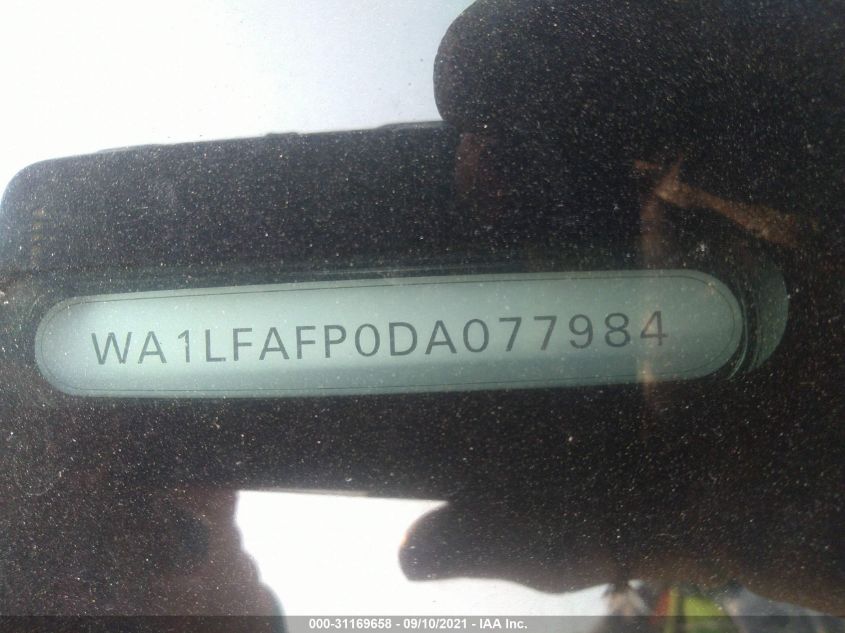 WA1LFAFP0DA077984
000-31169658 - 09/10/2021 - IAA Inc.